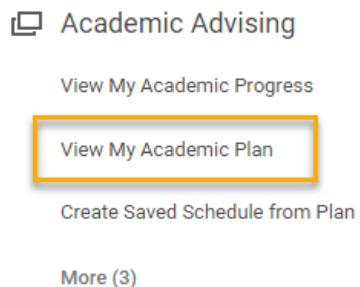 Academic Advising
View My Academic Progress
View My Academic Plan
Create Saved Schedule from Plan
More (3)